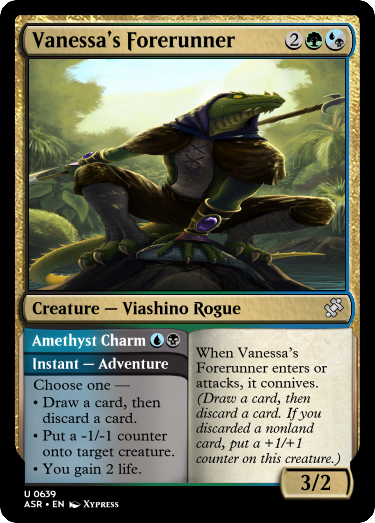 Vanessa's Forerunner 2
Creature — Viashino Rogue
Amethyst Charm
Instant — Adventure
Choose one —
• Draw a card, then
discard a card.
• Put a -1/-1 counter
onto target creature.
• You gain 2 life.
When Vanessa's
Forerunner enters or
attacks, it connives.
(Draw a card, then
discard a card. If you
discarded a nonland
card, put a +1/+1
counter on this creature.)
3/2
U 0639
ASR • EN Xypress